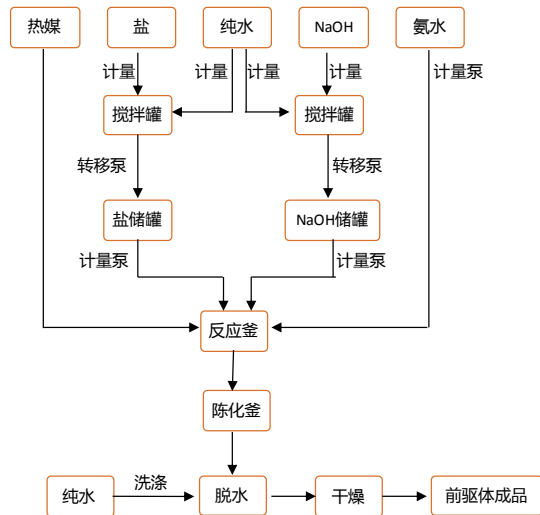 热媒
盐
纯水
NaOH
氨水
计量
计量
计量
计量
计量泵
搅拌罐
搅拌罐
转移泵
转移泵
盐储罐
NaOH储罐
计量泵
计量泵
反应釜
陈化釜
纯水
洗涤
脱水
干燥
前驱体成品